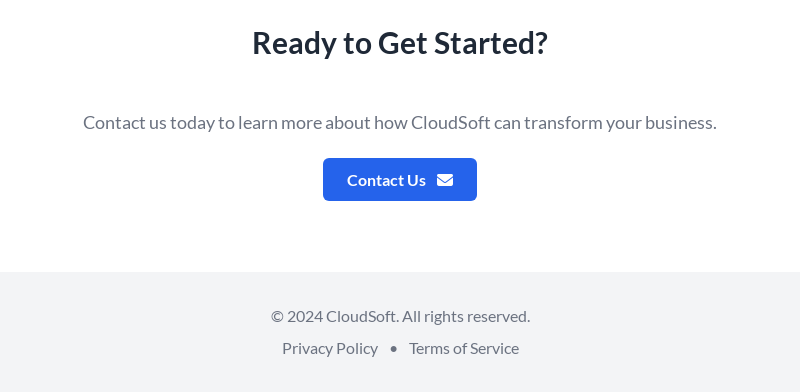 Ready to Get Started?
Contact us today to learn more about how CloudSoft can transform your business.
Contact Us
© 2024 CloudSoft. All rights reserved.
Privacy Policy • Terms of Service